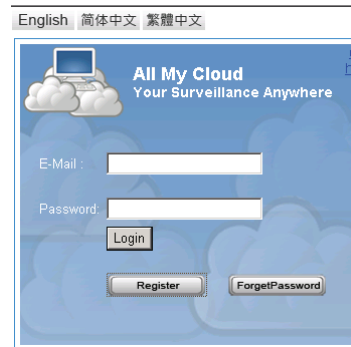 English 简体中文 繁體中文
All My Cloud
Your Surveillance Anywhere
E-Mail :
Password:
Login
Register ForgetPassword